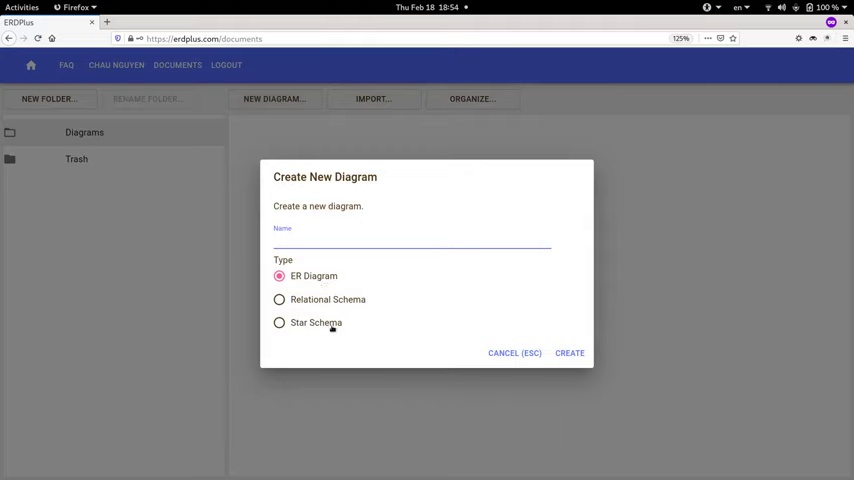 Activities Firefox Thu Feb 18 18:54 en 100 %
ERDPlus
https://erdplus.com/documents 125%
FAQ CHAU NGUYEN DOCUMENTS LOGOUT
NEW FOLDER... RENAME FOLDER... NEW DIAGRAM... IMPORT... ORGANIZE...
Diagrams
Trash
Create New Diagram
Create a new diagram.
Name
Type
ER Diagram
Relational Schema
Star Schema
CANCEL (ESC) CREATE